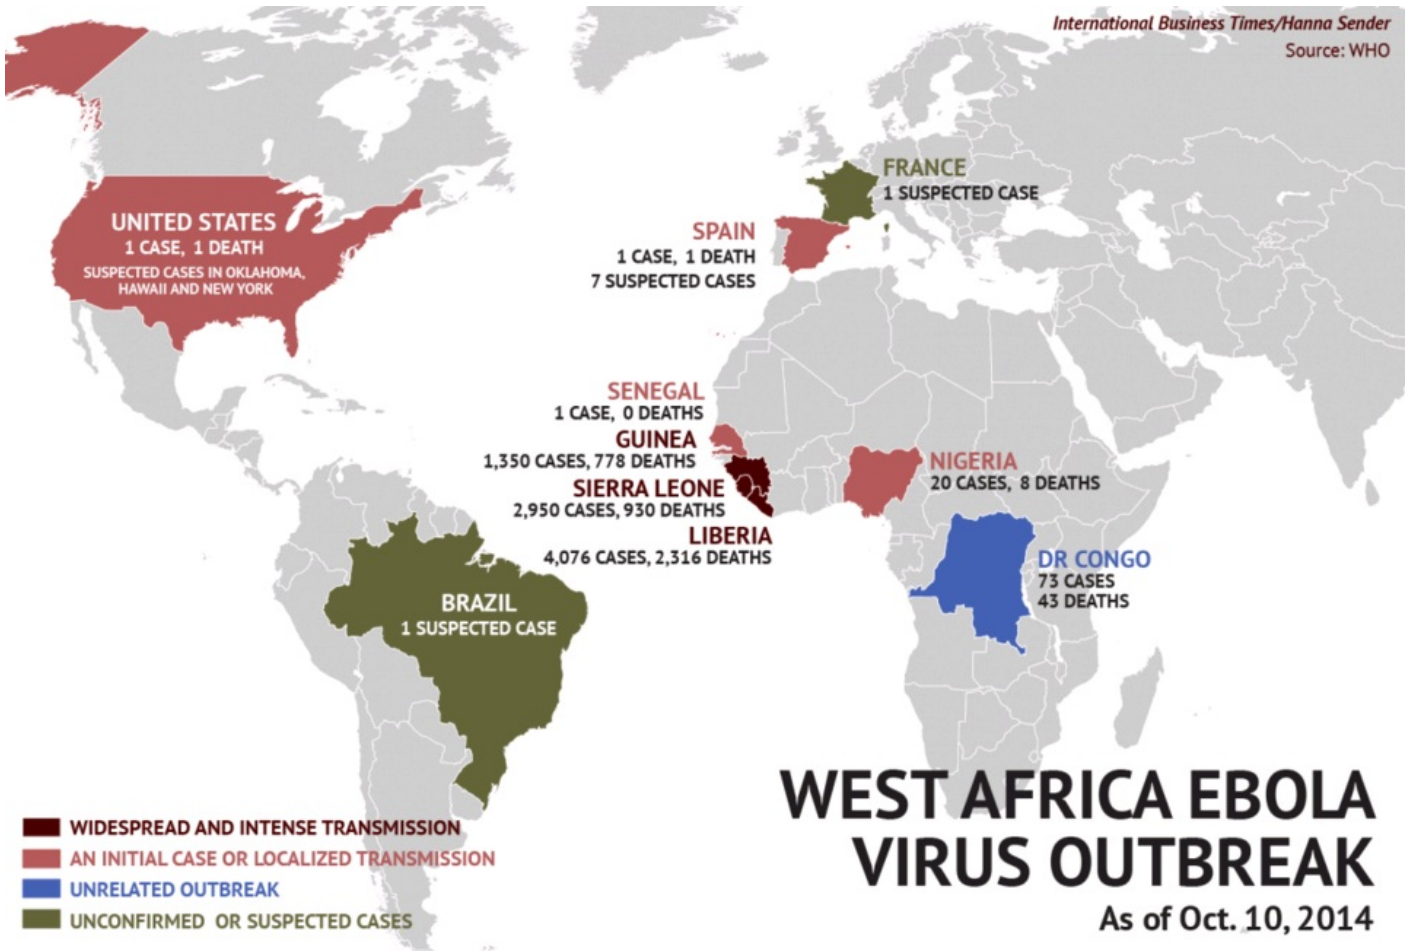 International Business Times/Hanna Sender
Source: WHO
UNITED STATES
1 CASE, 1 DEATH
SUSPECTED CASES IN OKLAHOMA,
HAWAII AND NEW YORK
FRANCE
1 SUSPECTED CASE
SPAIN
1 CASE, 1 DEATH
7 SUSPECTED CASES
SENEGAL
1 CASE, 0 DEATHS
GUINEA
1,350 CASES, 778 DEATHS
SIERRA LEONE
2,950 CASES, 930 DEATHS
LIBERIA
4,076 CASES, 2,316 DEATHS
NIGERIA
20 CASES, 8 DEATHS
DR CONGO
73 CASES
43 DEATHS
BRAZIL
1 SUSPECTED CASE
WIDESPREAD AND INTENSE TRANSMISSION
AN INITIAL CASE OR LOCALIZED TRANSMISSION
UNRELATED OUTBREAK
UNCONFIRMED OR SUSPECTED CASES
WEST AFRICA EBOLA
VIRUS OUTBREAK
As of Oct. 10, 2014